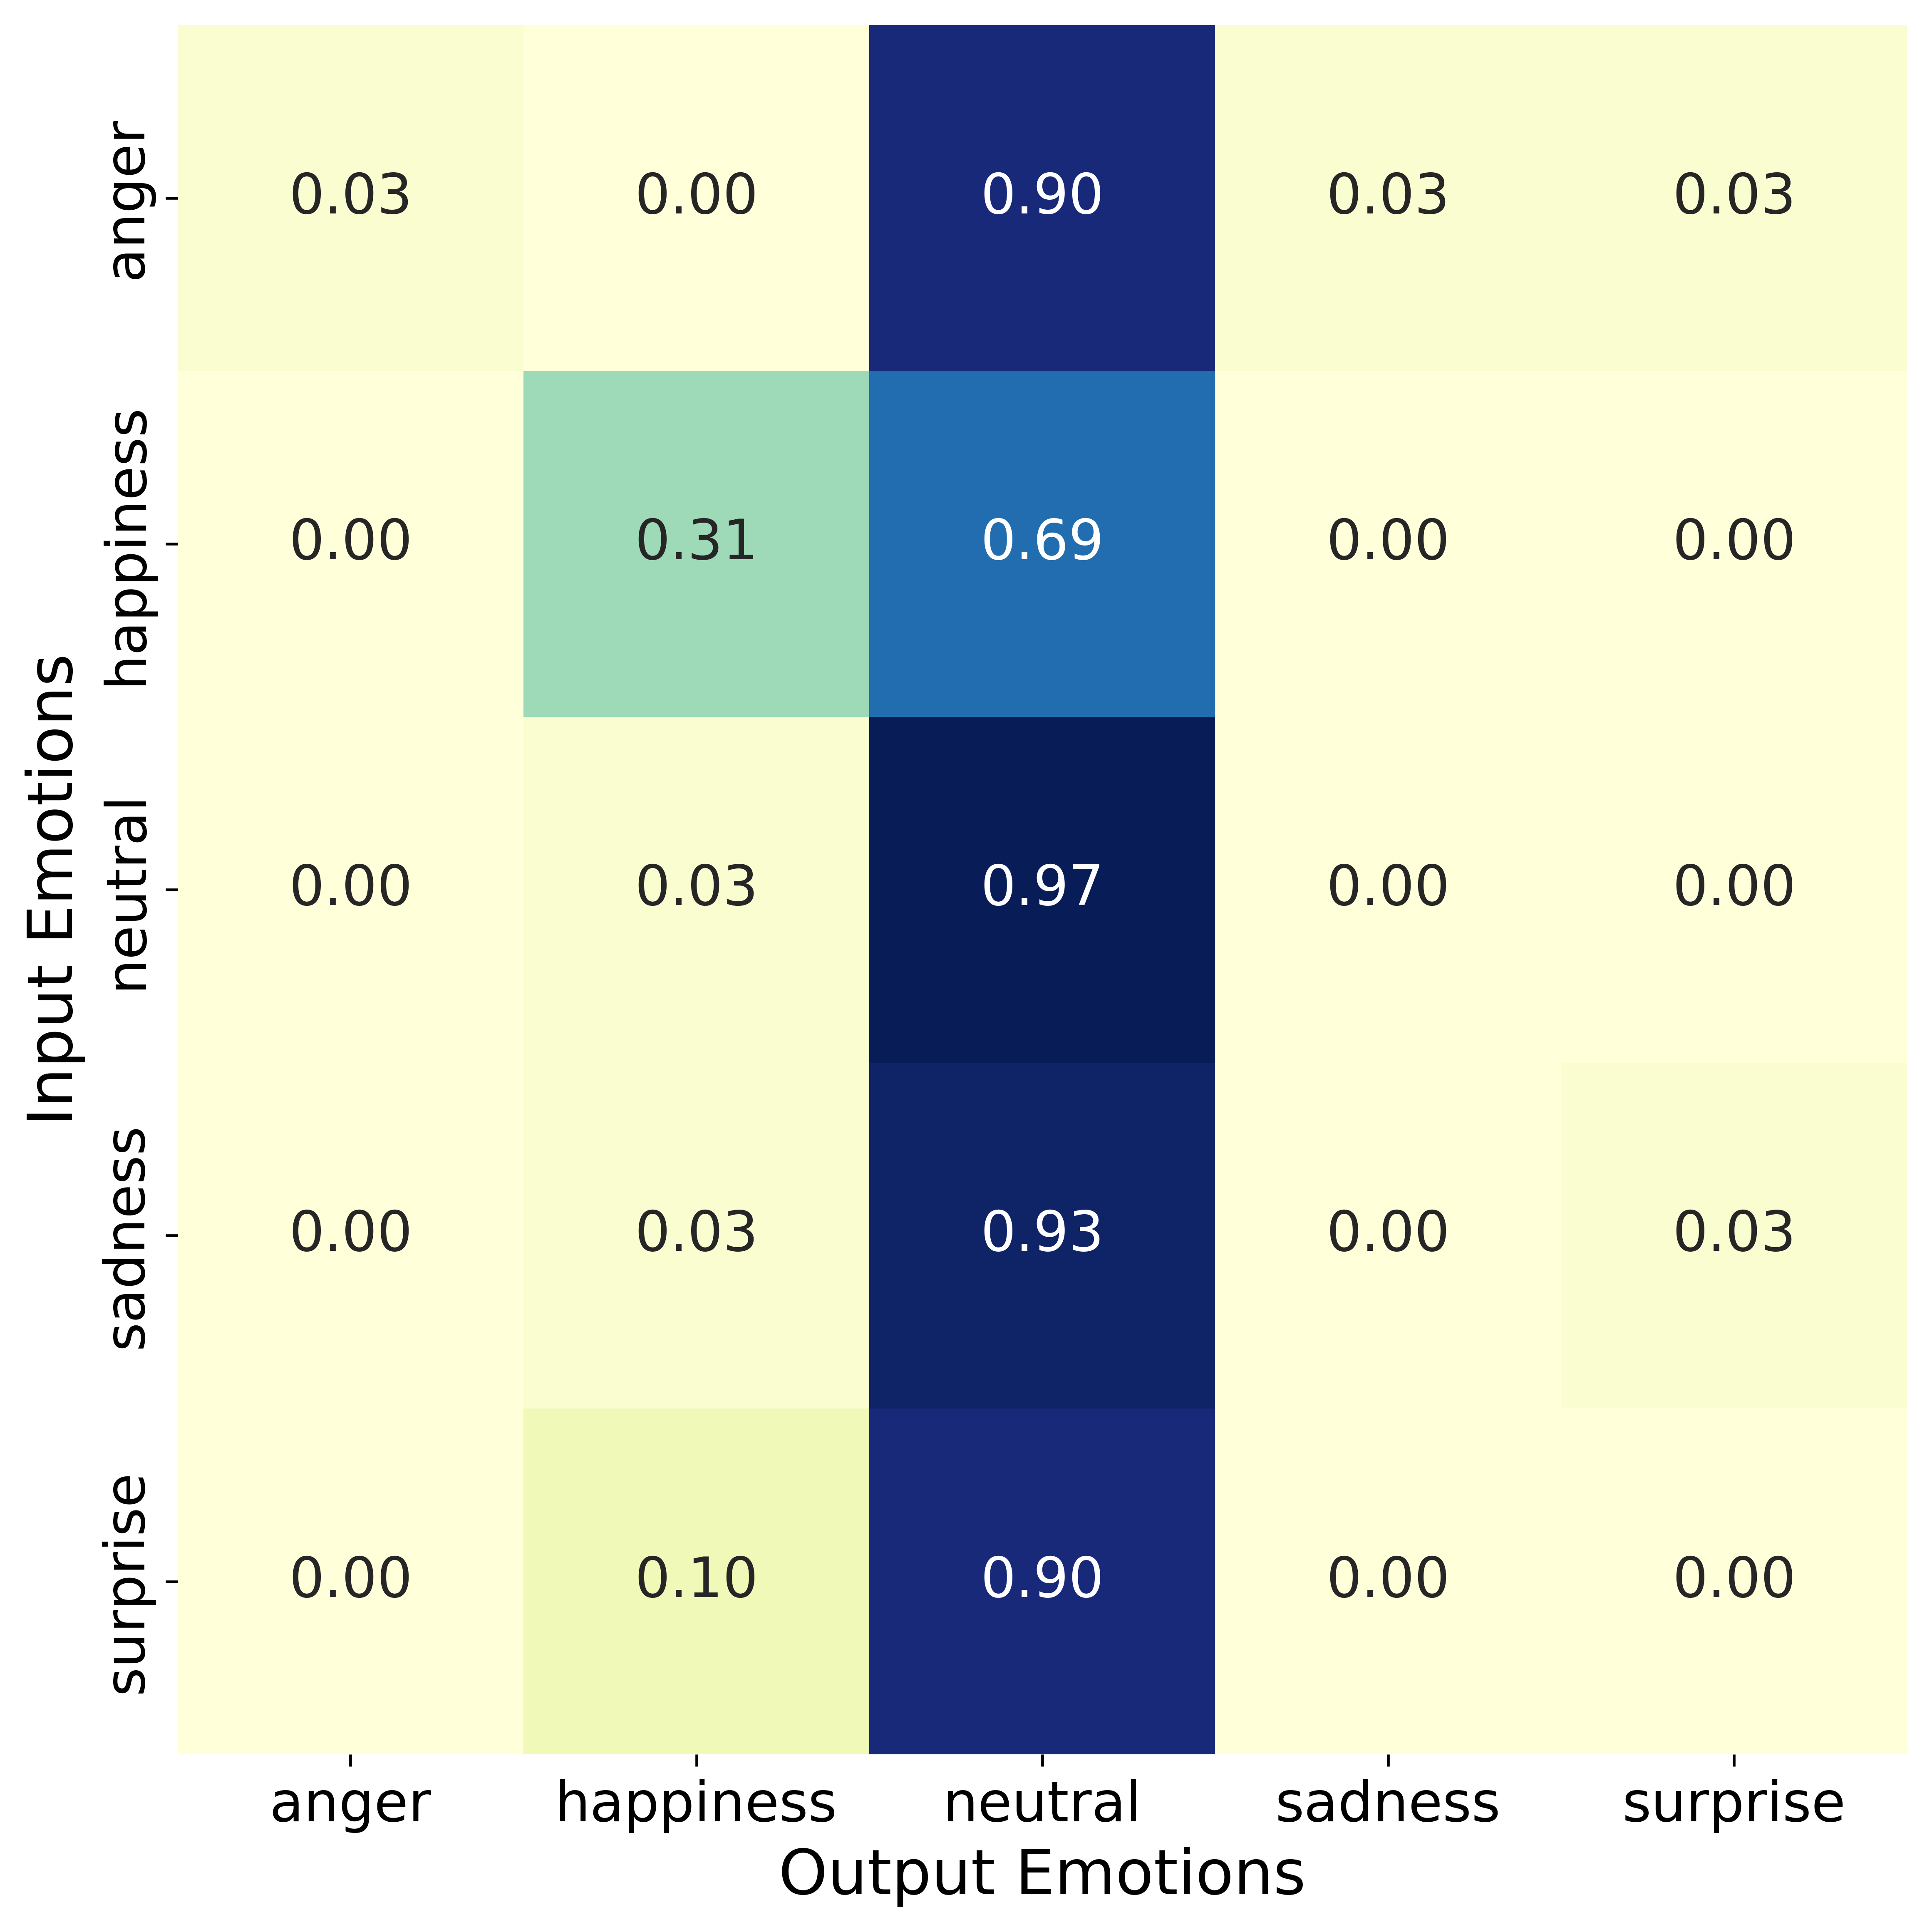 Input Emotions
anger
0.03 0.00 0.90 0.03 0.03
happiness
0.00 0.31 0.69 0.00 0.00
neutral
0.00 0.03 0.97 0.00 0.00
sadness
0.00 0.03 0.93 0.00 0.03
surprise
0.00 0.10 0.90 0.00 0.00
anger happiness neutral sadness surprise
Output Emotions